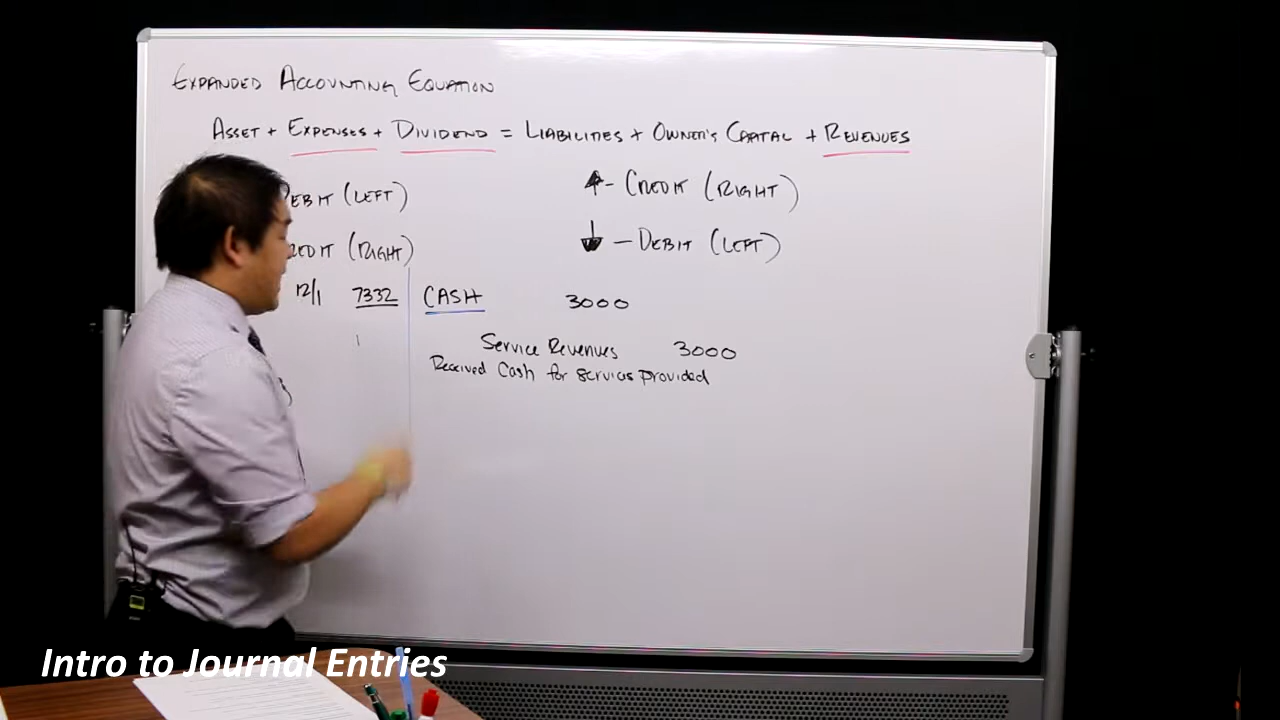 EXPANDED ACCOUNTING EQUATION
ASSET + EXPENSES + DIVIDEND = LIABILITIES + OWNER'S CAPITAL + REVENUES
DEBIT (LEFT)
- CREDIT (RIGHT)
CREDIT (RIGHT)
- DEBIT (LEFT)
12/1 7332 CASH 3000
SERVICE REVENUES 3000
Received Cash for services provided
Intro to Journal Entries